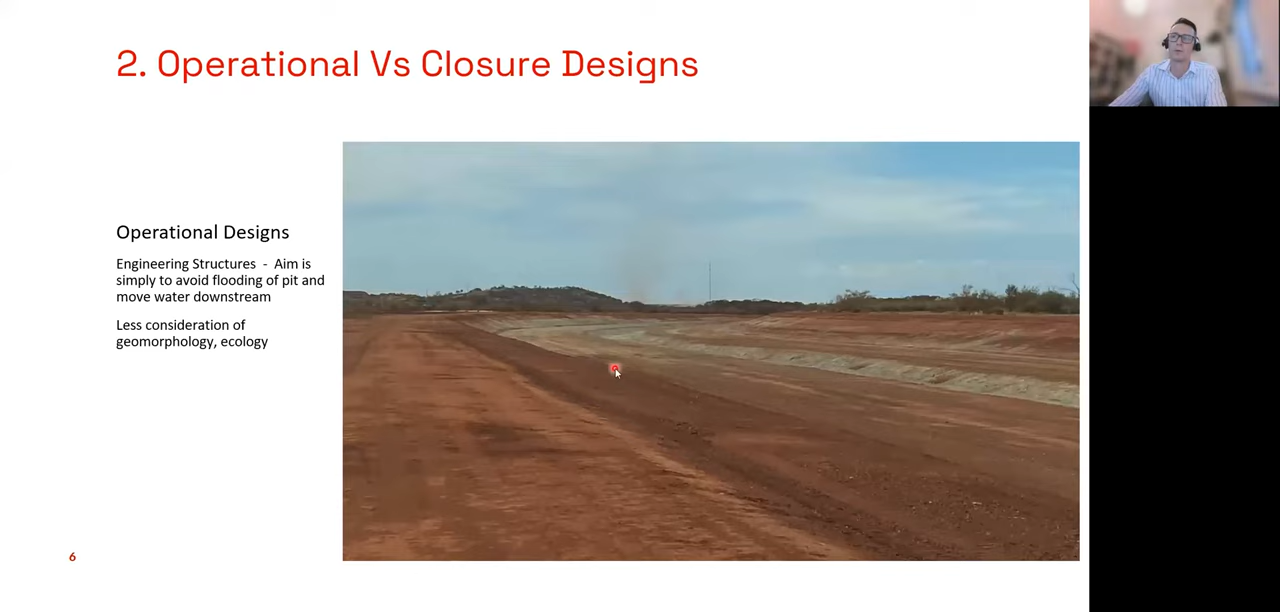 2. Operational Vs Closure Designs
Operational Designs
Engineering Structures - Aim is
simply to avoid flooding of pit and
move water downstream
Less consideration of
geomorphology, ecology
6